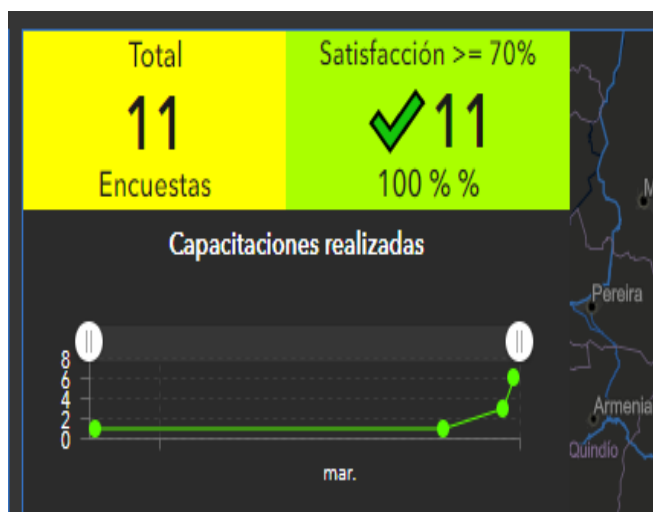 Total
11
Encuestas
Satisfacción >= 70%
11
100 % %
Capacitaciones realizadas
8
6
4
2
0
mar.
M
Pereira
Armenia
Quindío